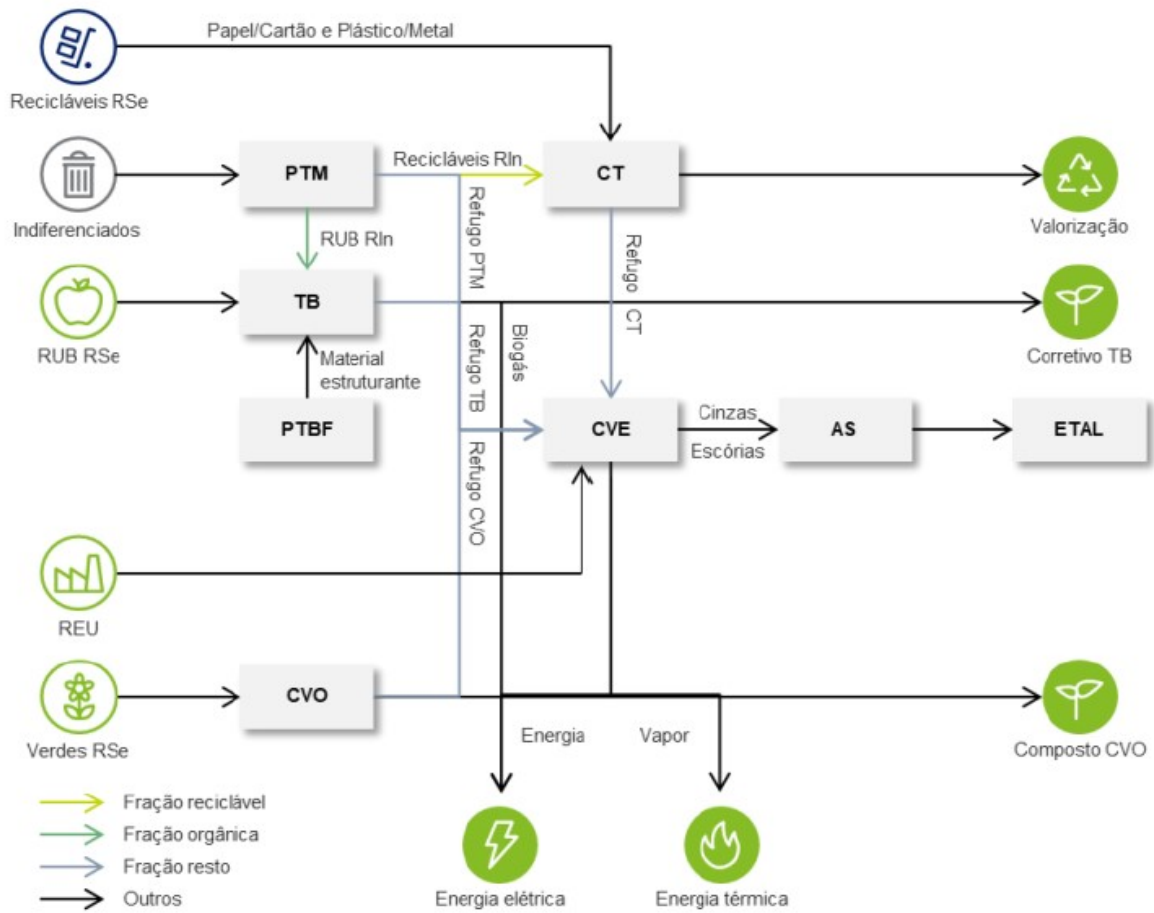 Papel/Cartão e Plástico/Metal
Recicláveis RSe
Indiferenciados
PTM
Recicláveis RIn
CT
Valorização
RUB RIn
Refugo PTM
Refugo CT
RUB RSe
TB
Corretivo TB
Material
estruturante
Refugo TB
Biogás
PTBF
CVE
Cinzas
Escórias
AS
ETAL
Refugo CVO
REU
Verdes RSe
CVO
Composto CVO
Energia
Vapor
Fração reciclável
Fração orgânica
Fração resto
Outros
Energia elétrica
Energia térmica